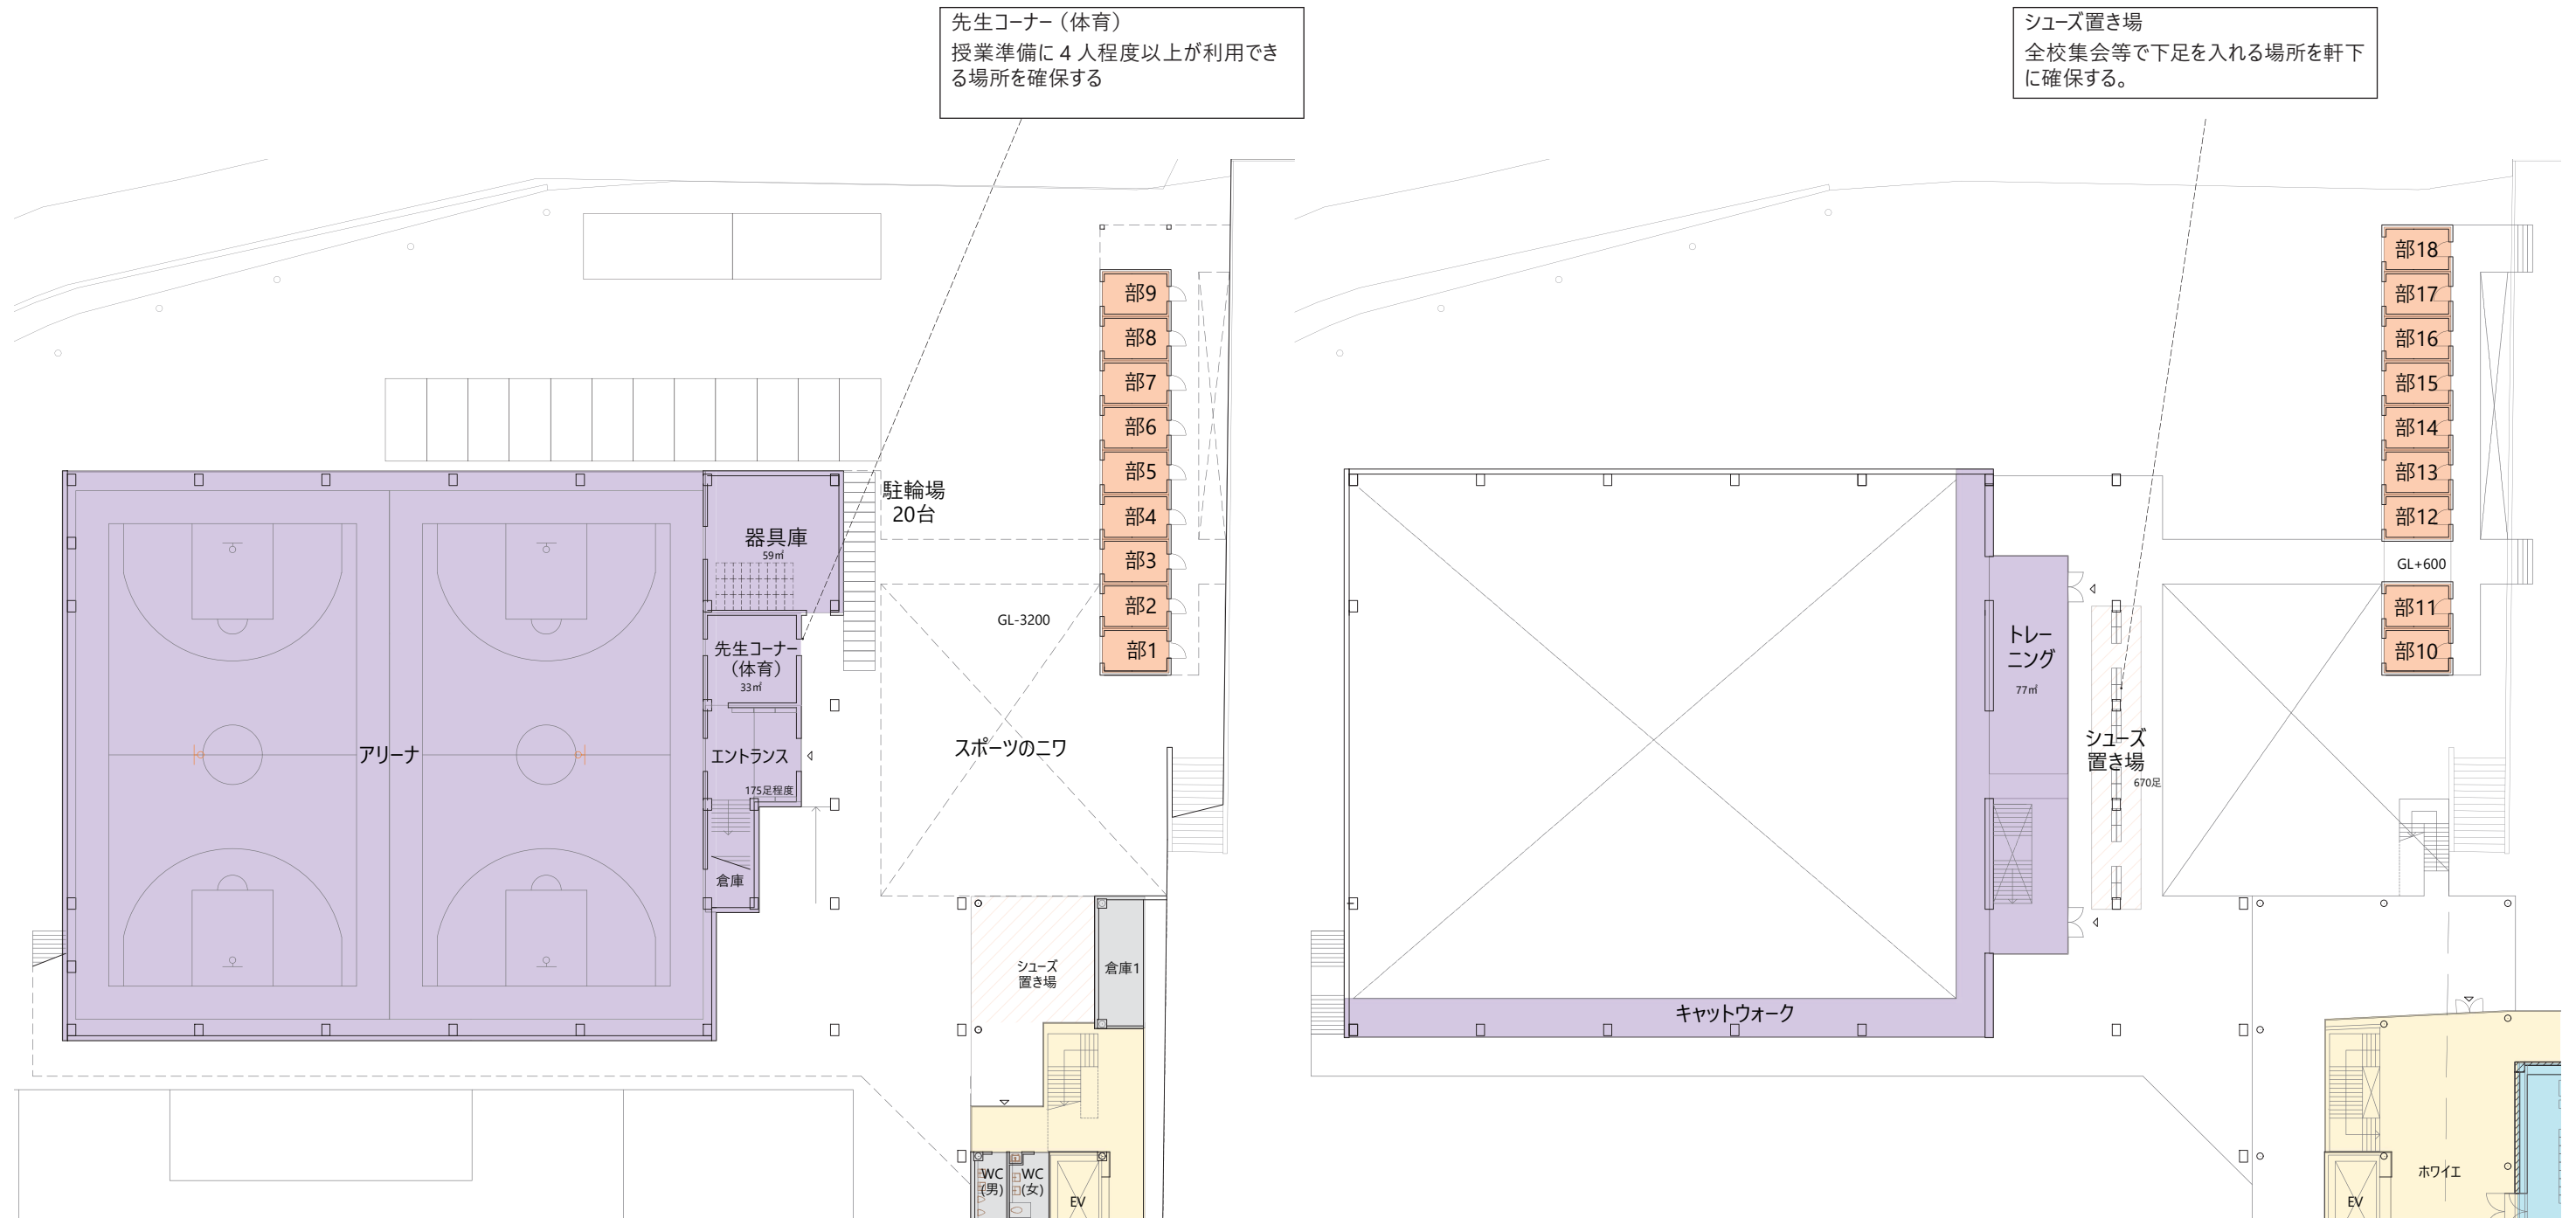 先生コーナー（体育）
授業準備に４人程度以上が利用でき
る場所を確保する
シューズ置き場
全校集会等で下足を入れる場所を軒下
に確保する。
部9
部8
部7
部6
部5
部4
部3
部2
部1
駐輪場
20台
器具庫
59㎡
先生コーナー
（体育）
33㎡
アリーナ
エントランス
175足程度
倉庫
GL-3200
スポーツのニワ
シューズ
置き場
倉庫1
WC
(男)
WC
(女)
EV
部18
部17
部16
部15
部14
部13
部12
GL+600
部11
部10
トレー
ニング
77㎡
シューズ
置き場
670足
キャットウォーク
ホワイエ
EV